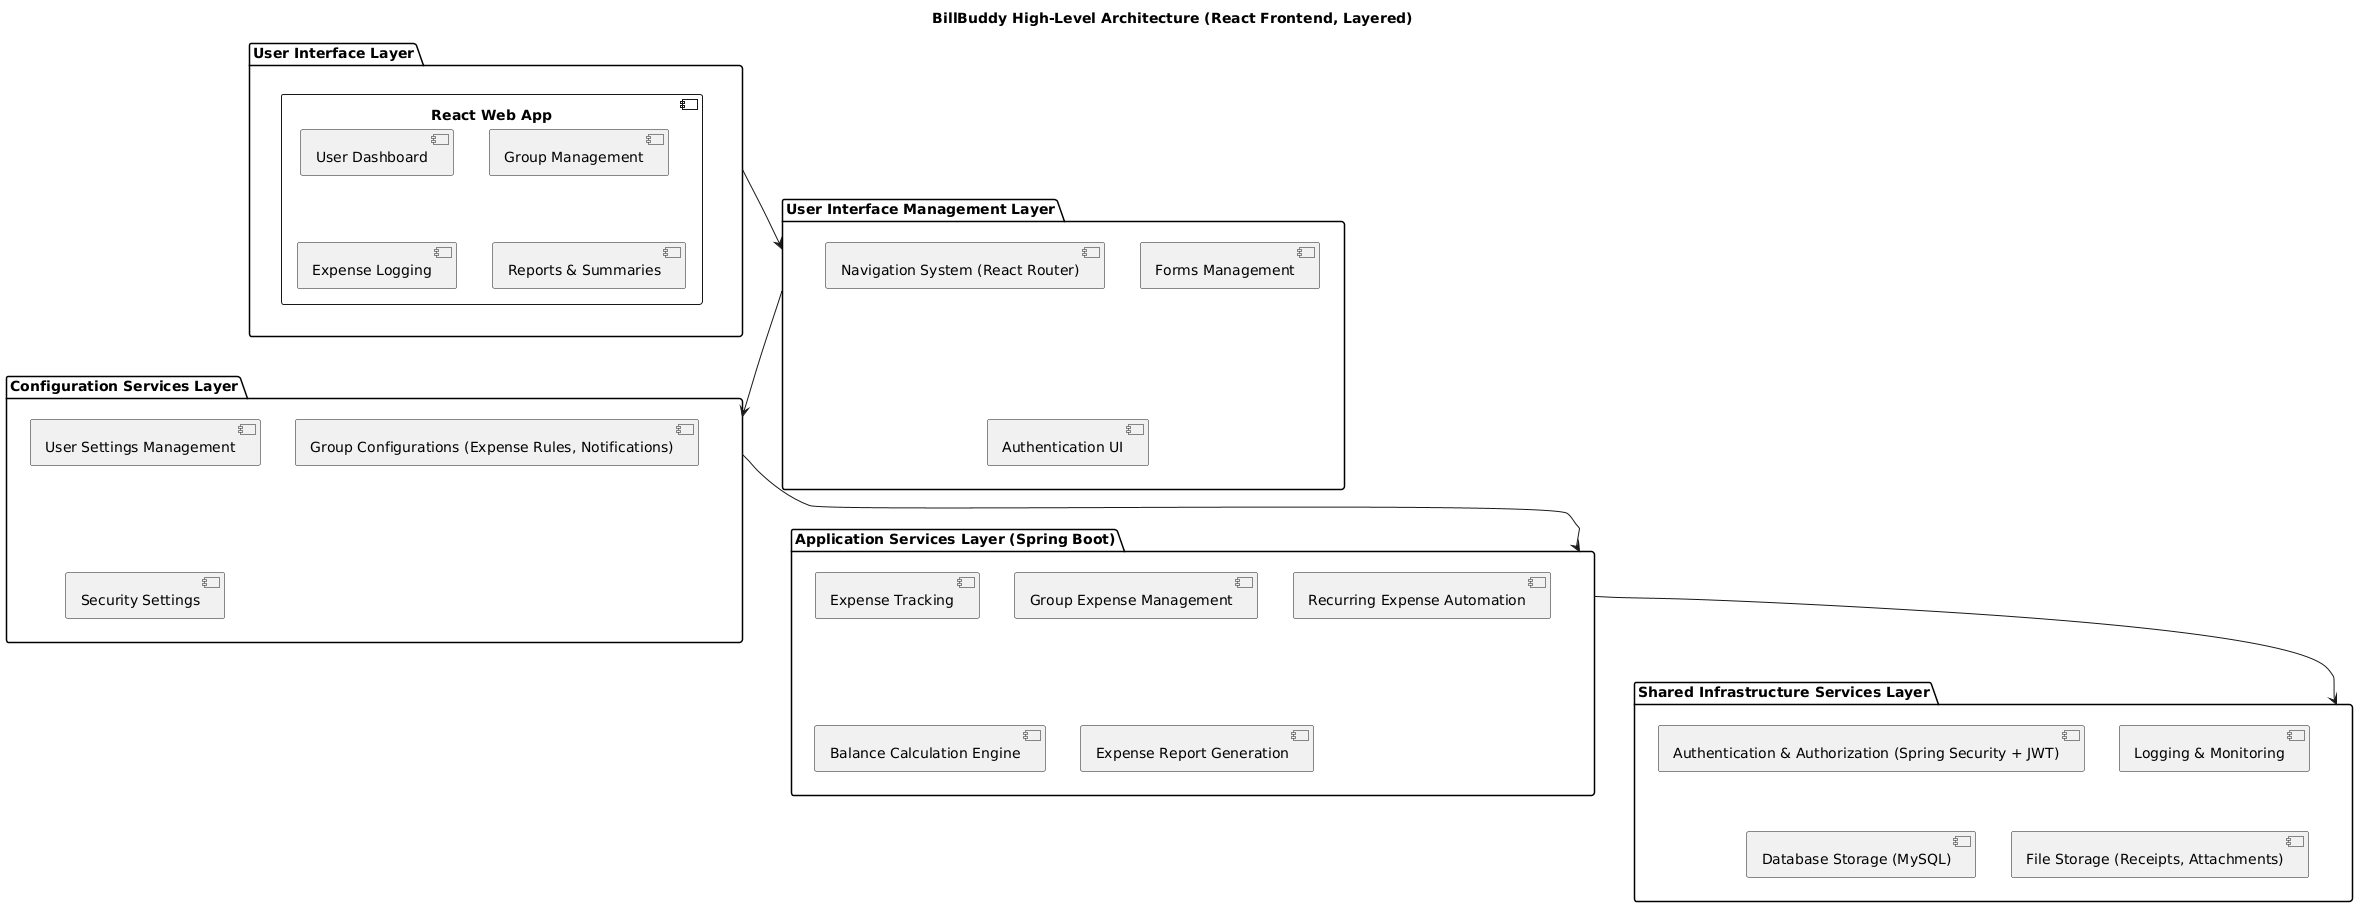 BillBuddy High-Level Architecture (React Frontend, Layered)
User Interface Layer
React Web App
User Dashboard
Group Management
Expense Logging
Reports & Summaries
User Interface Management Layer
Navigation System (React Router)
Forms Management
Authentication UI
Configuration Services Layer
User Settings Management
Group Configurations (Expense Rules, Notifications)
Security Settings
Application Services Layer (Spring Boot)
Expense Tracking
Group Expense Management
Recurring Expense Automation
Balance Calculation Engine
Expense Report Generation
Shared Infrastructure Services Layer
Authentication & Authorization (Spring Security + JWT)
Logging & Monitoring
Database Storage (MySQL)
File Storage (Receipts, Attachments)